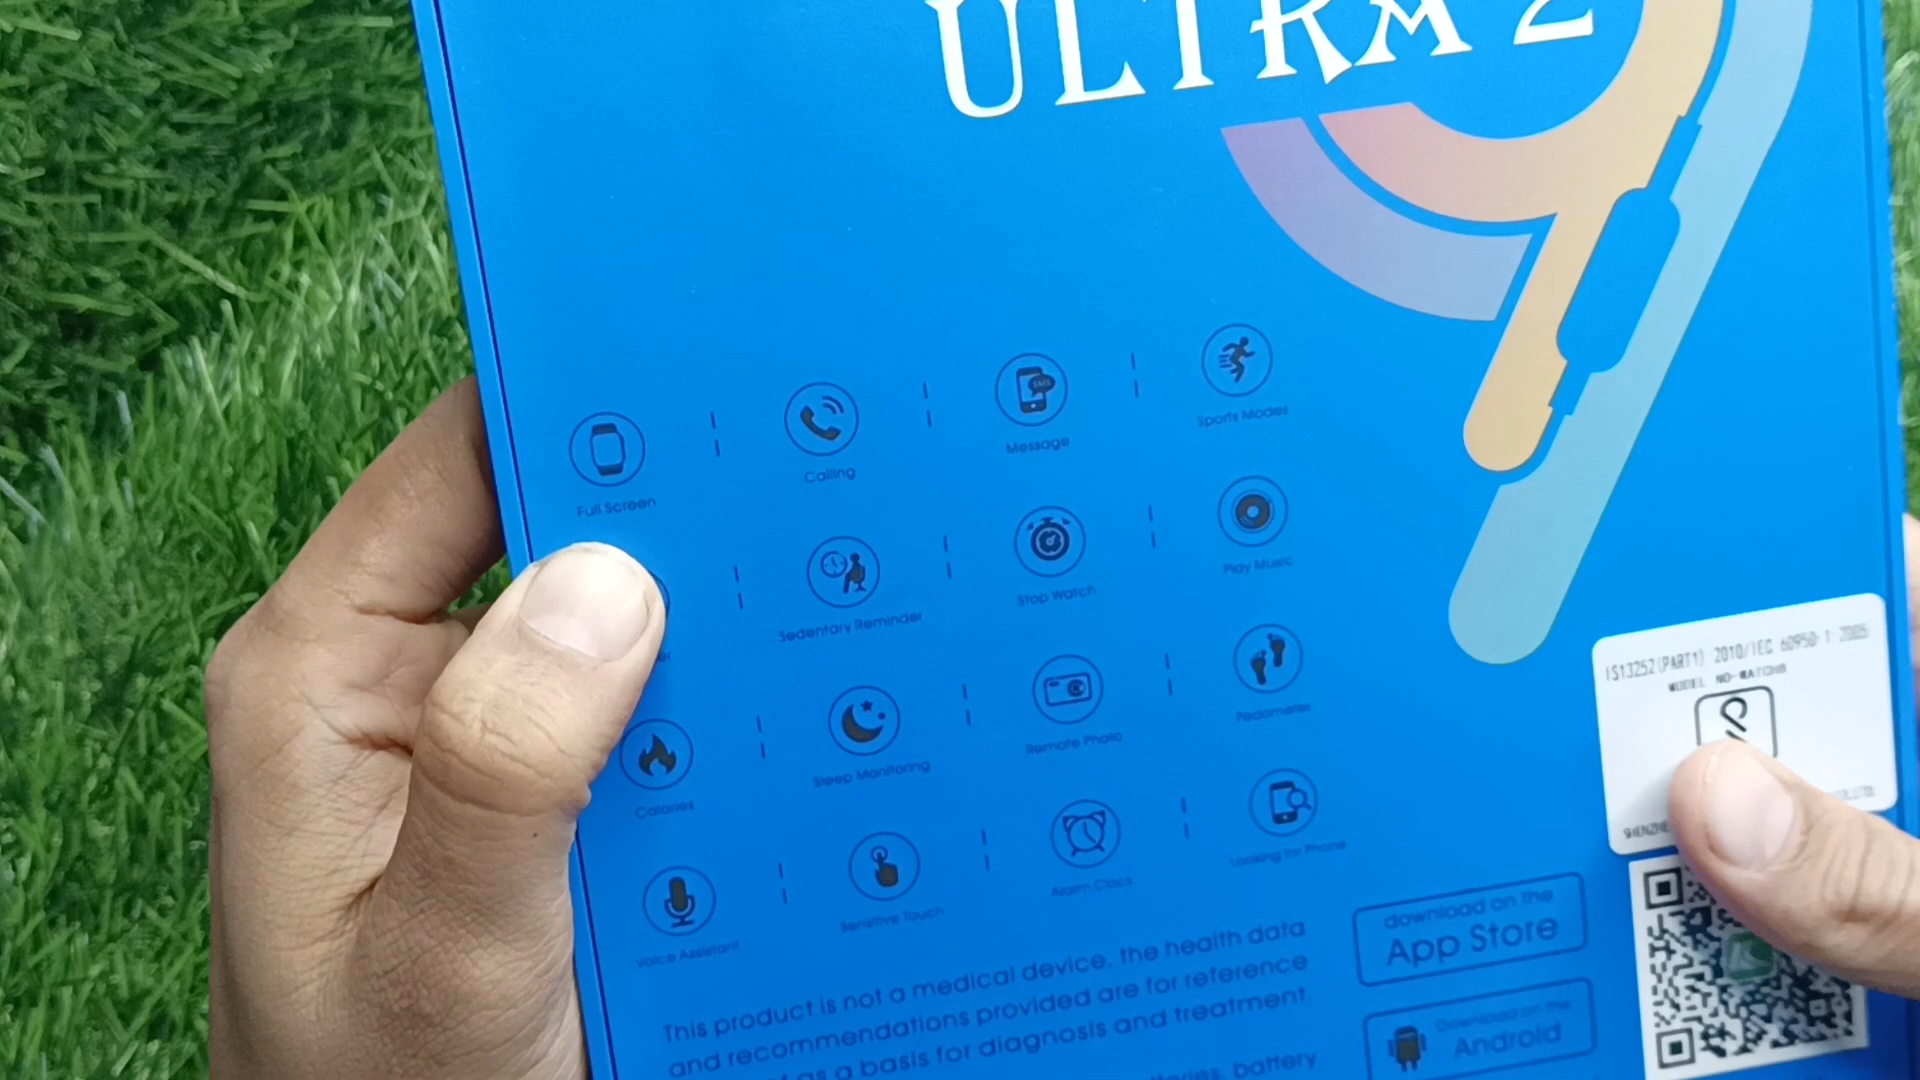 ULTRA 2
Full Screen
Calling
Message
Sports Modes
Sedentary Reminder
Stop Watch
Play Music
Calories
Sleep Monitoring
Remote Photo
Pedometer
Voice Assistant
Sensitive Touch
Alarm Clock
Looking for Phone
This product is not a medical device, the health data
and recommendations provided are for reference
as a basis for diagnosis and treatment.
battery
download on the
App Store
Download on the
Android
IS13252(PART1):2010/IEC 60950-1:2005
MODEL NO-WATCH8